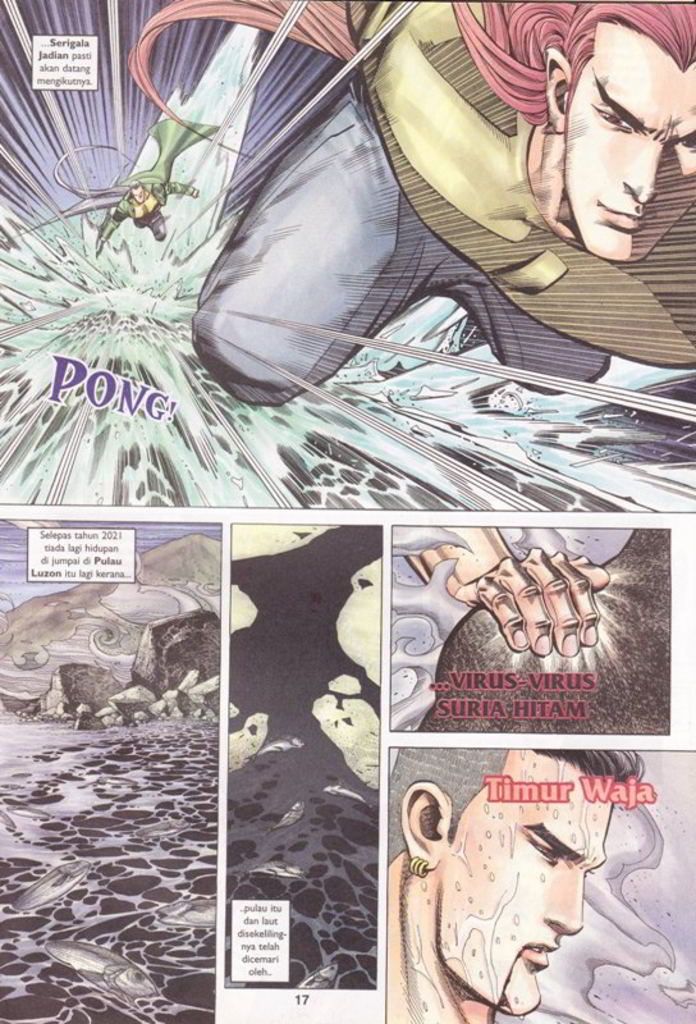 ...Serigala
Jadian pasti
akan datang
mengikutnya.
PONG!
Selepas tahun 2021
tiada lagi hidupan
di jumpai di Pulau
Luzon itu lagi kerana...
..pulau itu
dan laut
disekeliling-
nya telah
dicemari
oleh..
...VIRUS-VIRUS
SURIA HITAM
Timur Waja
17